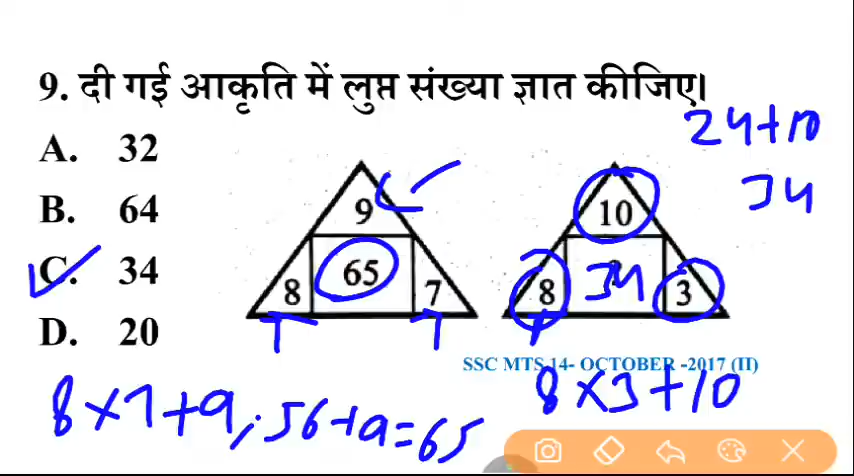 9. दी गई आकृति में लुप्त संख्या ज्ञात कीजिए।
24+10
34
A. 32
B. 64
C. 34
D. 20
9
8 65 7
10
8 34 3
SSC MTS 14- OCTOBER -2017 (II)
8×7+9, 56+9=65
8×3+10